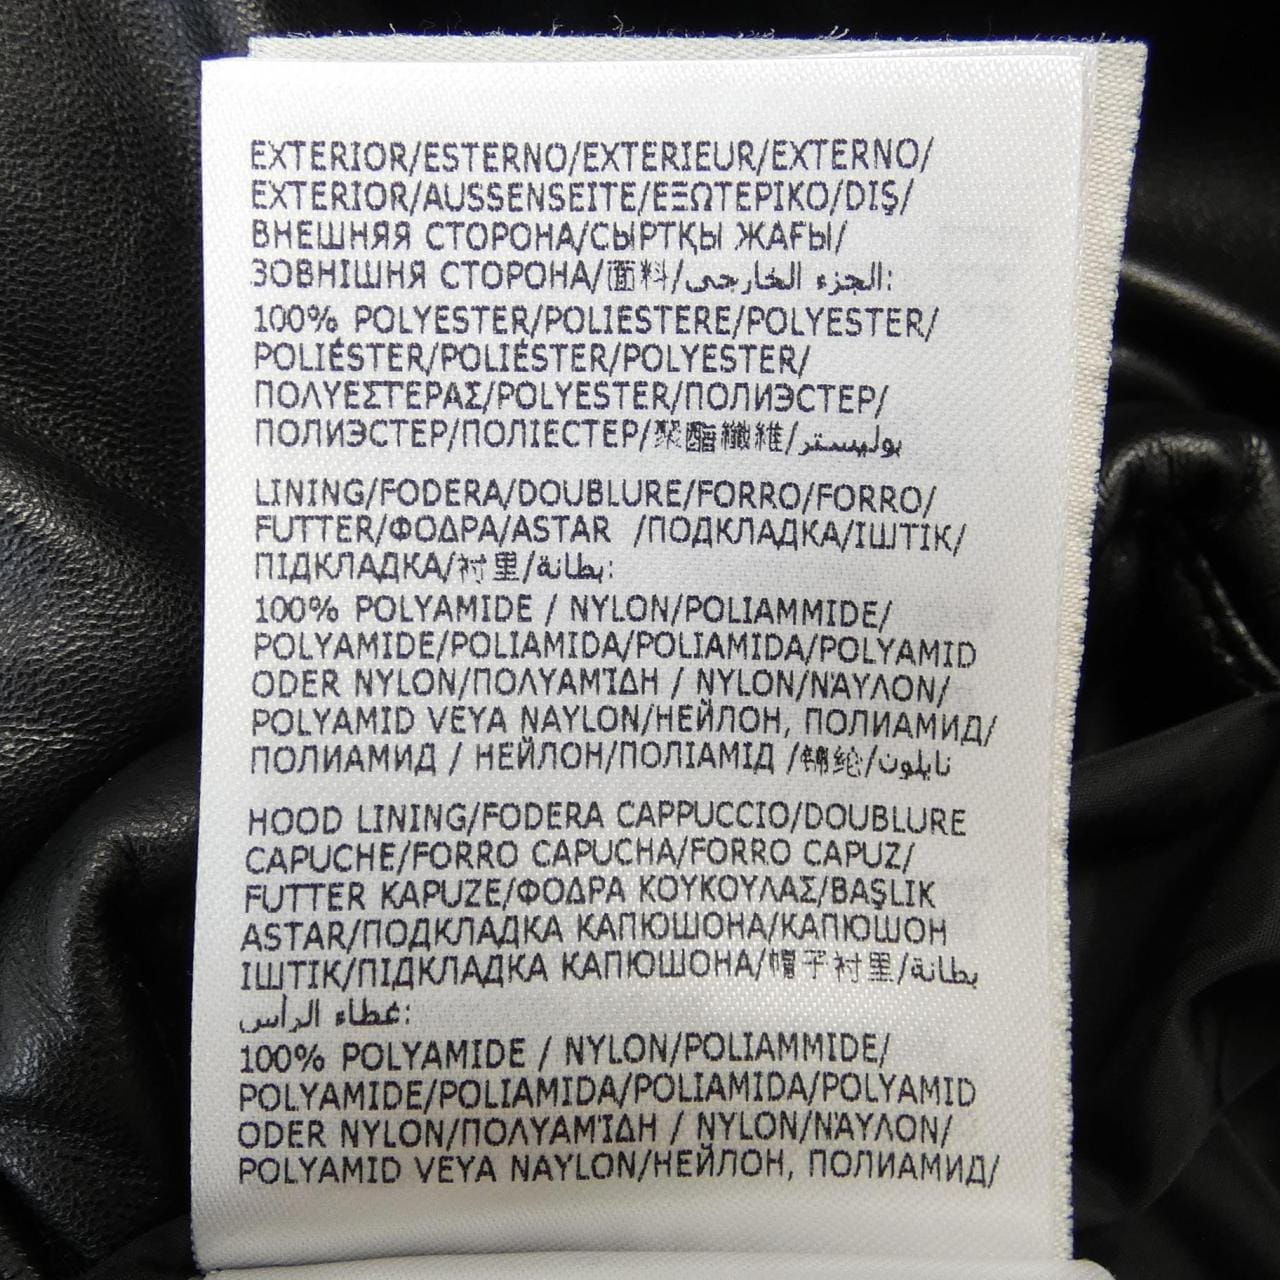 EXTERIOR/ESTERNO/EXTERIEUR/EXTERNO/
EXTERIOR/AUSSENSEITE/ΕΞΩΤΕΡΙΚΟ/DIŞ/
ВНЕШНЯЯ СТОРОНА/СЫРТҚЫ ЖАҒЫ/
ЗОВНІШНЯ СТОРОНА/面料/الجزء الخارجي:
100% POLYESTER/POLIESTERE/POLYESTER/
POLIÉSTER/POLIÉSTER/POLYESTER/
ΠΟΛΥΕΣΤΕΡΑΣ/POLYESTER/ПОЛИЭСТЕР/
ПОЛИЭСТЕР/ПОЛІЕСТЕР/聚酯纖維/بوليستر
LINING/FODERA/DOUBLURE/FORRO/FORRO/
FUTTER/ΦΟΔΡΑ/ASTAR /ПОДКЛАДКА/ІШТІК/
ПІДКЛАДКА/衬里/بطانة:
100% POLYAMIDE / NYLON/POLIAMMIDE/
POLYAMIDE/POLIAMIDA/POLIAMIDA/POLYAMID
ODER NYLON/ΠΟΛΥΑΜΊΔΗ / NYLON/ΝΆΥΛΟΝ/
POLYAMID VEYA NAYLON/НЕЙЛОН, ПОЛИАМИД/
ПОЛИАМИД / НЕЙЛОН/ПОЛІАМІД /锦纶/نايلون
HOOD LINING/FODERA CAPPUCCIO/DOUBLURE
CAPUCHE/FORRO CAPUCHA/FORRO CAPUZ/
FUTTER KAPUZE/ΦΟΔΡΑ ΚΟΥΚΟΥΛΑΣ/BAŞLIK
ASTAR/ПОДКЛАДКА КАПЮШОНА/КАПЮШОН
ІШТІК/ПІДКЛАДКА КАПЮШОНА/帽子衬里/بطانة
غطاء الرأس:
100% POLYAMIDE / NYLON/POLIAMMIDE/
POLYAMIDE/POLIAMIDA/POLIAMIDA/POLYAMID
ODER NYLON/ΠΟΛΥΑΜΊΔΗ / NYLON/ΝΆΥΛΟΝ/
POLYAMID VEYA NAYLON/НЕЙЛОН, ПОЛИАМИД/